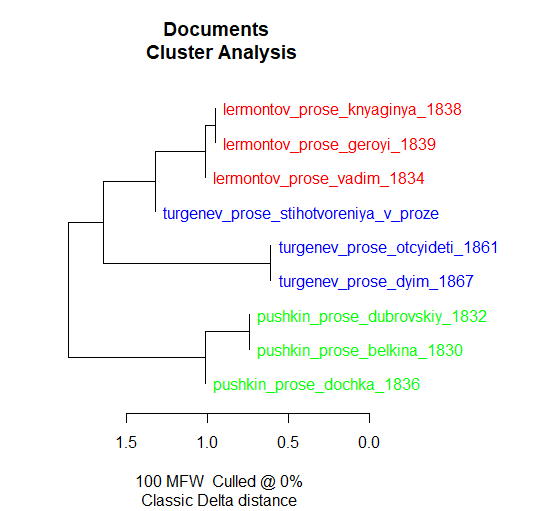 Documents
Cluster Analysis
lermontov_prose_knyaginya_1838
lermontov_prose_geroyi_1839
lermontov_prose_vadim_1834
turgenev_prose_stihotvoreniya_v_proze
turgenev_prose_otcyideti_1861
turgenev_prose_dyim_1867
pushkin_prose_dubrovskiy_1832
pushkin_prose_belkina_1830
pushkin_prose_dochka_1836
1.5 1.0 0.5 0.0
100 MFW Culled @ 0%
Classic Delta distance